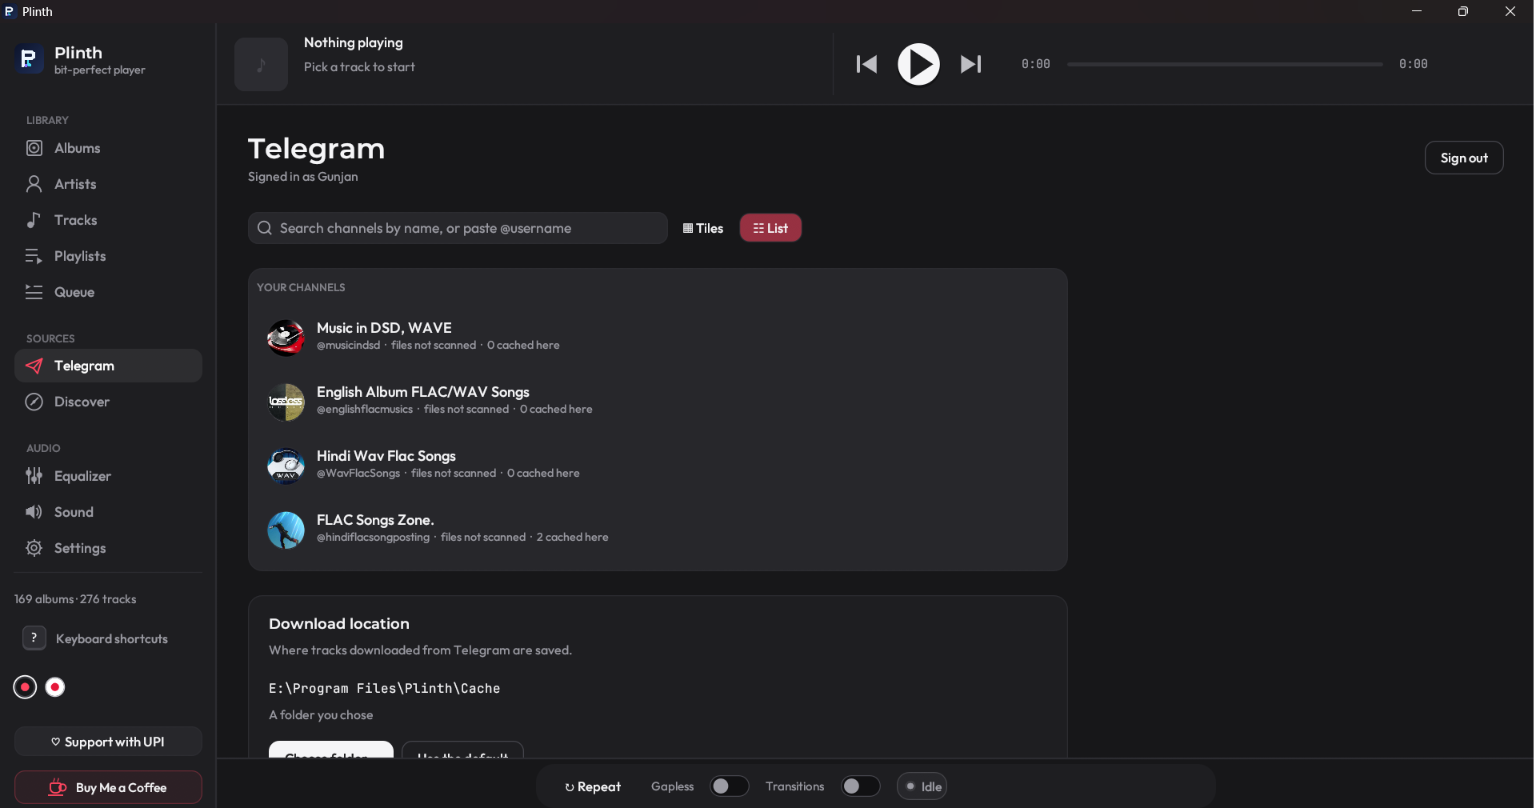 Plinth
Plinth
bit-perfect player
LIBRARY
Albums
Artists
Tracks
Playlists
Queue
SOURCES
Telegram
Discover
AUDIO
Equalizer
Sound
Settings
169 albums · 276 tracks
? Keyboard shortcuts
♡ Support with UPI
Buy Me a Coffee
Nothing playing
Pick a track to start
0:00 0:00
Telegram
Signed in as Gunjan
Sign out
Search channels by name, or paste @username
Tiles
List
YOUR CHANNELS
Music in DSD, WAVE
@musicindsd · files not scanned · 0 cached here
English Album FLAC/WAV Songs
@englishflacmusics · files not scanned · 0 cached here
WAV
Hindi Wav Flac Songs
@WavFlacSongs · files not scanned · 0 cached here
FLAC Songs Zone.
@hindiflacsongposting · files not scanned · 2 cached here
Download location
Where tracks downloaded from Telegram are saved.
E:\Program Files\Plinth\Cache
A folder you chose
Choose folder
Use the default
↻ Repeat
Gapless
Transitions
Idle